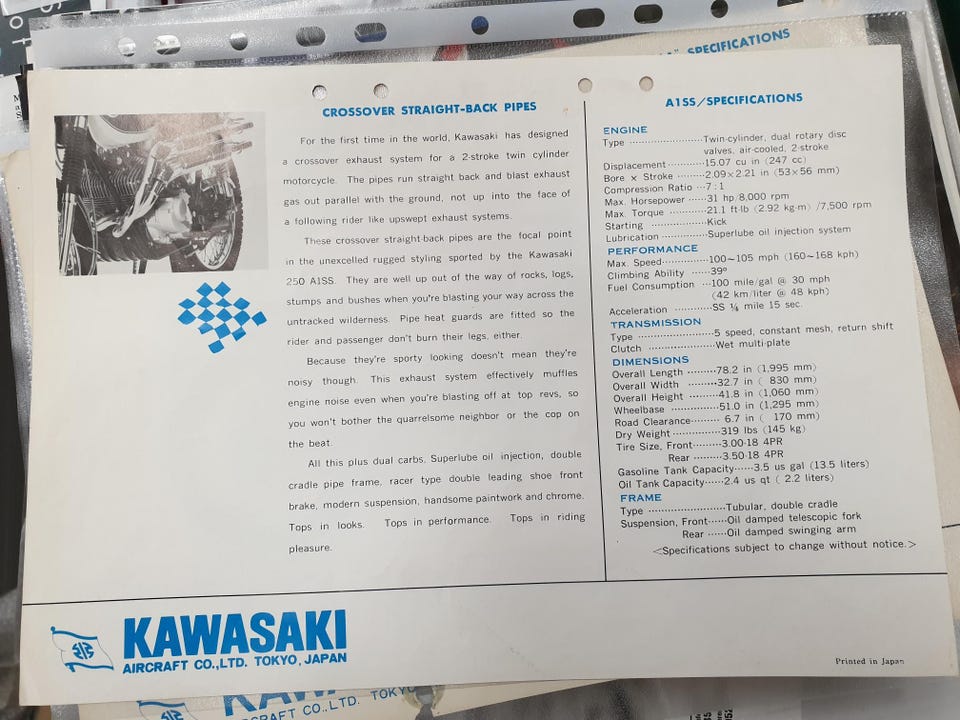 " SPECIFICATIONS
CROSSOVER STRAIGHT-BACK PIPES
For the first time in the world, Kawasaki has designed
a crossover exhaust system for a 2-stroke twin cylinder
motorcycle. The pipes run straight back and blast exhaust
gas out parallel with the ground, not up into the face of
a following rider like upswept exhaust systems.
These crossover straight-back pipes are the focal point
in the unexcelled rugged styling sported by the Kawasaki
250 A1SS. They are well up out of the way of rocks, logs,
stumps and bushes when you're blasting your way across the
untracked wilderness. Pipe heat guards are fitted so the
rider and passenger don't burn their legs, either.
Because they're sporty looking doesn't mean they're
noisy though. This exhaust system effectively muffles
engine noise even when you're blasting off at top revs, so
you won't bother the quarrelsome neighbor or the cop on
the beat.
All this plus dual carbs, Superlube oil injection, double
cradle pipe frame, racer type double leading shoe front
brake, modern suspension, handsome paintwork and chrome.
Tops in looks. Tops in performance. Tops in riding
pleasure.
A1SS/SPECIFICATIONS
ENGINE
Type ··················Twin-cylinder, dual rotary disc
valves, air-cooled, 2-stroke
Displacement···········15.07 cu in (247 cc)
Bore × Stroke ········2.09×2.21 in (53×56 mm)
Compression Ratio ···7 : 1
Max. Horsepower ·····31 hp/8,000 rpm
Max. Torque ···········21.1 ft-lb (2.92 kg-m) /7,500 rpm
Starting ················Kick
Lubrication ·············Superlube oil injection system
PERFORMANCE
Max. Speed·············100~105 mph (160~168 kph)
Climbing Ability ······39°
Fuel Consumption ···100 mile/gal @ 30 mph
(42 km/liter @ 48 kph)
Acceleration ············SS ⅛ mile 15 sec.
TRANSMISSION
Type ·····················5 speed, constant mesh, return shift
Clutch ···················Wet multi-plate
DIMENSIONS
Overall Length ········78.2 in (1,995 mm)
Overall Width ········32.7 in ( 830 mm)
Overall Height ········41.8 in (1,060 mm)
Wheelbase ··············51.0 in (1,295 mm)
Road Clearance········ 6.7 in ( 170 mm)
Dry Weight··············319 lbs (145 kg)
Tire Size, Front········3.00-18 4PR
Rear ········3.50-18 4PR
Gasoline Tank Capacity······3.5 us gal (13.5 liters)
Oil Tank Capacity······2.4 us qt ( 2.2 liters)
FRAME
Type ······················Tubular, double cradle
Suspension, Front······Oil damped telescopic fork
Rear ······Oil damped swinging arm
<Specifications subject to change without notice.>
KAWASAKI
AIRCRAFT CO.,LTD. TOKYO, JAPAN
Printed in Japan
KAWA
CRAFT CO.,LTD. TOKYO